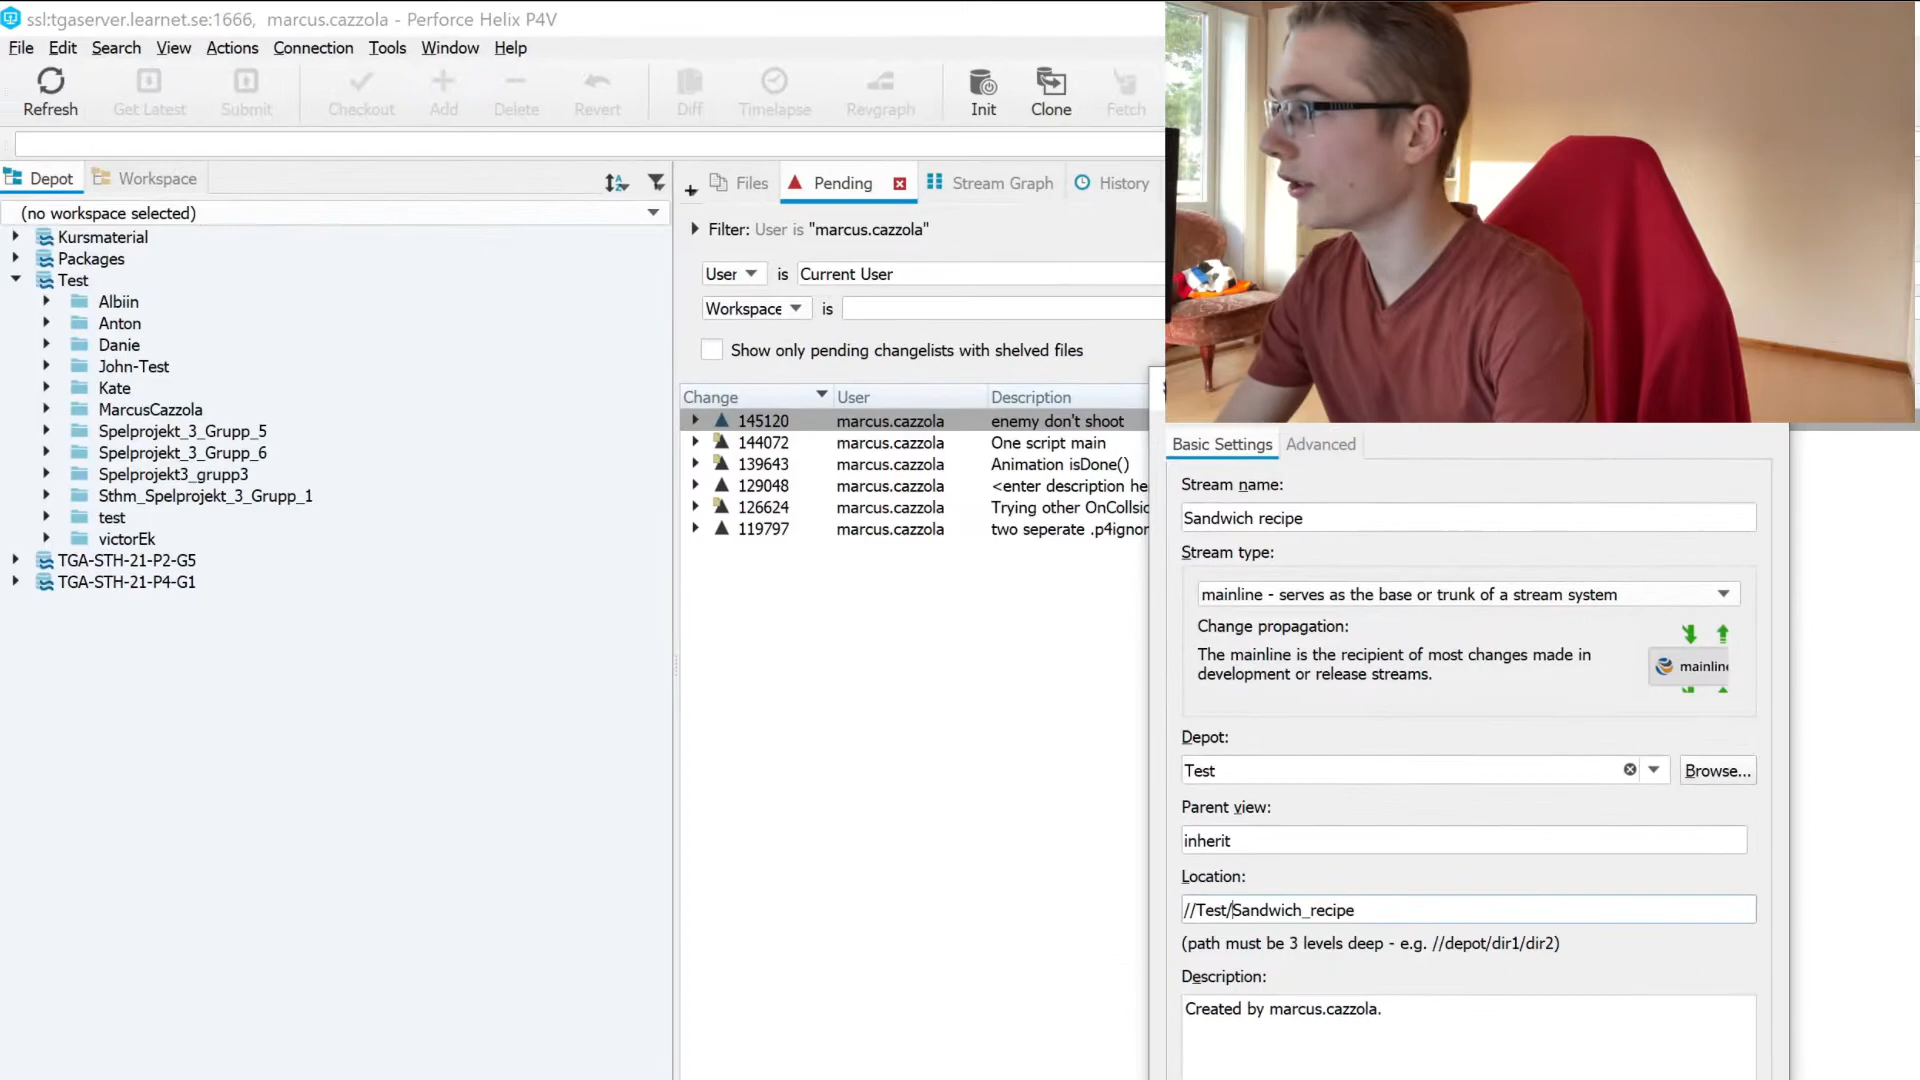 ssl:tgaserver.learnet.se:1666, marcus.cazzola - Perforce Helix P4V
File Edit Search View Actions Connection Tools Window Help
Refresh Get Latest Submit Checkout Add Delete Revert Diff Timelapse Revgraph Init Clone Fetch
Depot Workspace
(no workspace selected)
Kursmaterial
Packages
Test
Albiin
Anton
Danie
John-Test
Kate
MarcusCazzola
Spelprojekt_3_Grupp_5
Spelprojekt_3_Grupp_6
Spelprojekt3_grupp3
Sthm_Spelprojekt_3_Grupp_1
test
victorEk
TGA-STH-21-P2-G5
TGA-STH-21-P4-G1
Files Pending Stream Graph History
Filter: User is "marcus.cazzola"
User is Current User
Workspace is
Show only pending changelists with shelved files
Change User Description
145120 marcus.cazzola enemy don't shoot
144072 marcus.cazzola One script main
139643 marcus.cazzola Animation isDone()
129048 marcus.cazzola <enter description he
126624 marcus.cazzola Trying other OnCollsio
119797 marcus.cazzola two seperate .p4ignor
Basic Settings Advanced
Stream name:
Sandwich recipe
Stream type:
mainline - serves as the base or trunk of a stream system
Change propagation:
The mainline is the recipient of most changes made in
development or release streams.
mainline
Depot:
Test Browse...
Parent view:
inherit
Location:
//Test/Sandwich_recipe
(path must be 3 levels deep - e.g. //depot/dir1/dir2)
Description:
Created by marcus.cazzola.